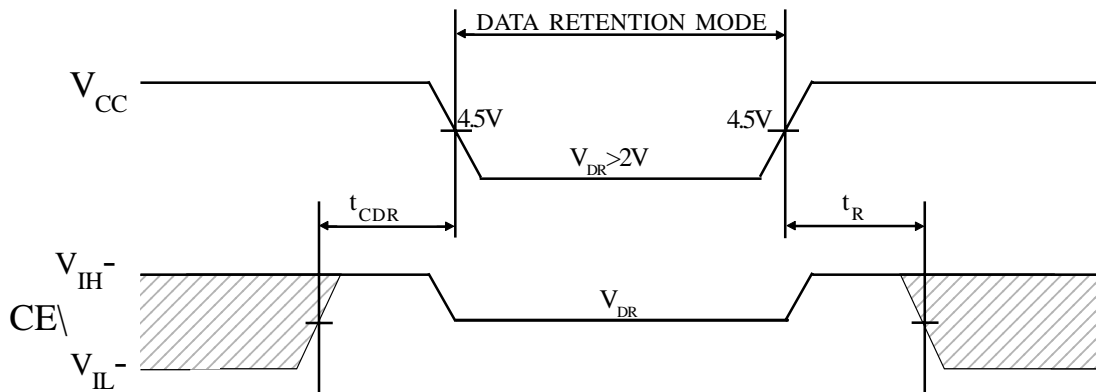 DATA RETENTION MODE
VCC
4.5V
4.5V
VDR>2V
tCDR
tR
VIH-
VDR
CE\
VIL-